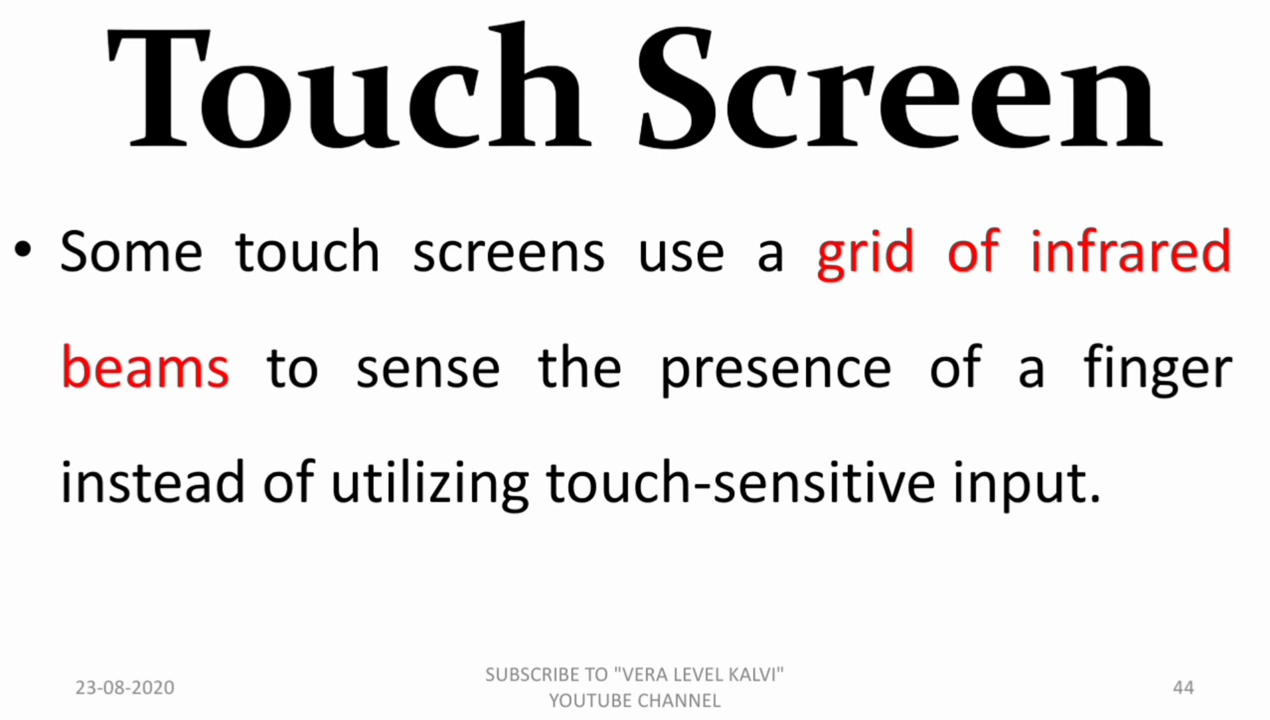 Touch Screen
• Some touch screens use a grid of infrared
beams to sense the presence of a finger
instead of utilizing touch-sensitive input.
23-08-2020
SUBSCRIBE TO "VERA LEVEL KALVI"
YOUTUBE CHANNEL
44